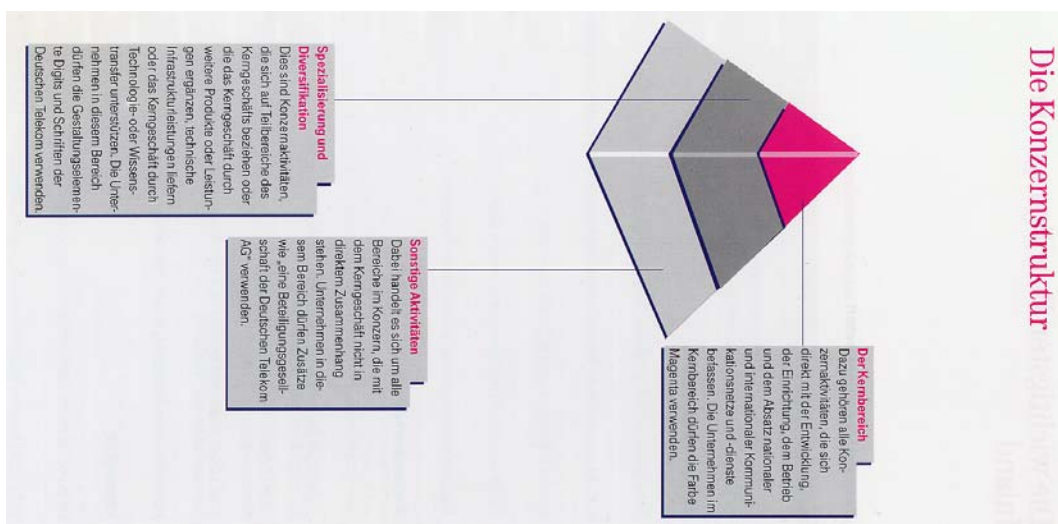 Die Konzernstruktur
Der Kernbereich
Dazu gehören alle Kon-
zernaktivitäten, die sich
direkt mit der Entwicklung,
der Einrichtung, dem Betrieb
und dem Absatz nationaler
und internationaler Kommuni-
kationsnetze und -dienste
befassen. Die Unternehmen im
Kernbereich dürfen die Farbe
Magenta verwenden.
Sonstige Aktivitäten
Dabei handelt es sich um alle
Bereiche im Konzern, die mit
dem Kerngeschäft nicht in
direktem Zusammenhang
stehen. Unternehmen in die-
sem Bereich dürfen Zusätze
wie „eine Beteiligungsgesell-
schaft der Deutschen Telekom
AG“ verwenden.
Spezialisierung und
Diversifikation
Dies sind Konzernaktivitäten,
die sich auf Teilbereiche des
Kerngeschäfts beziehen oder
die das Kerngeschäft durch
weitere Produkte oder Leistun-
gen ergänzen, technische
Infrastrukturleistungen liefern
oder das Kerngeschäft durch
Technologie- oder Wissens-
transfer unterstützen. Die Unter-
nehmen in diesem Bereich
dürfen die Gestaltungselemen-
te Digits und Schriften der
Deutschen Telekom verwenden.